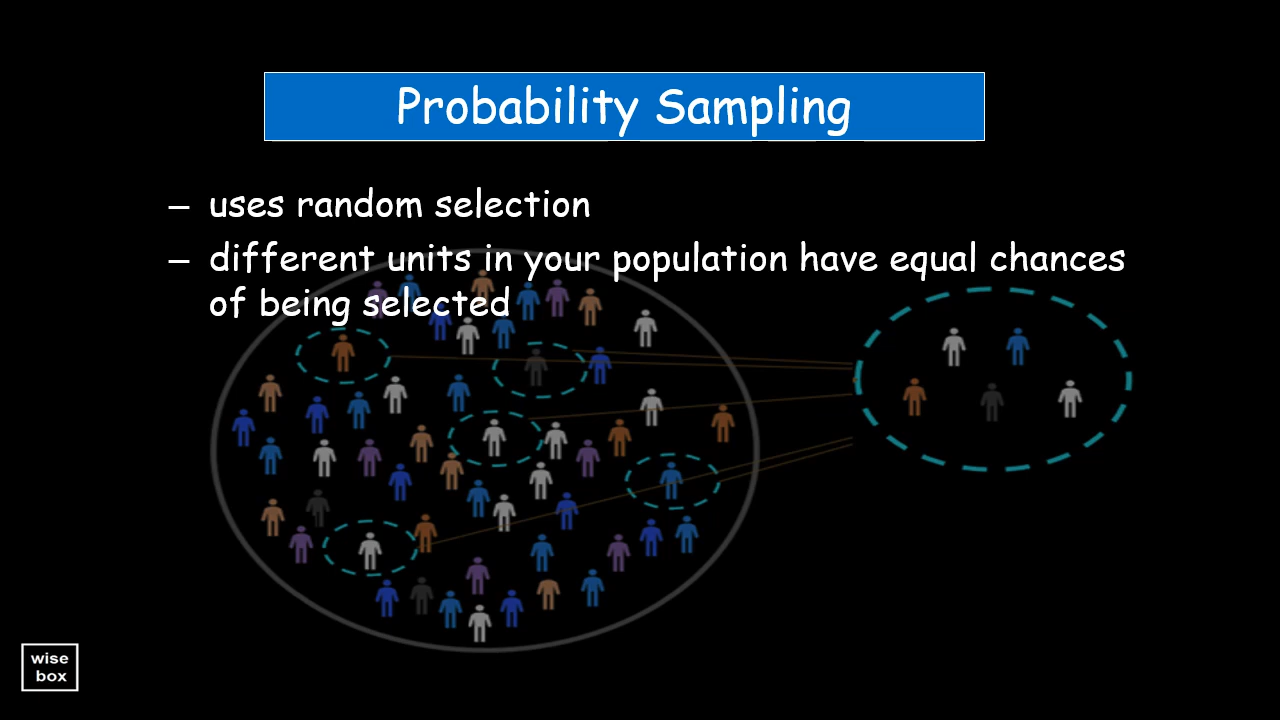 Probability Sampling
– uses random selection
– different units in your population have equal chances
of being selected
wise
box